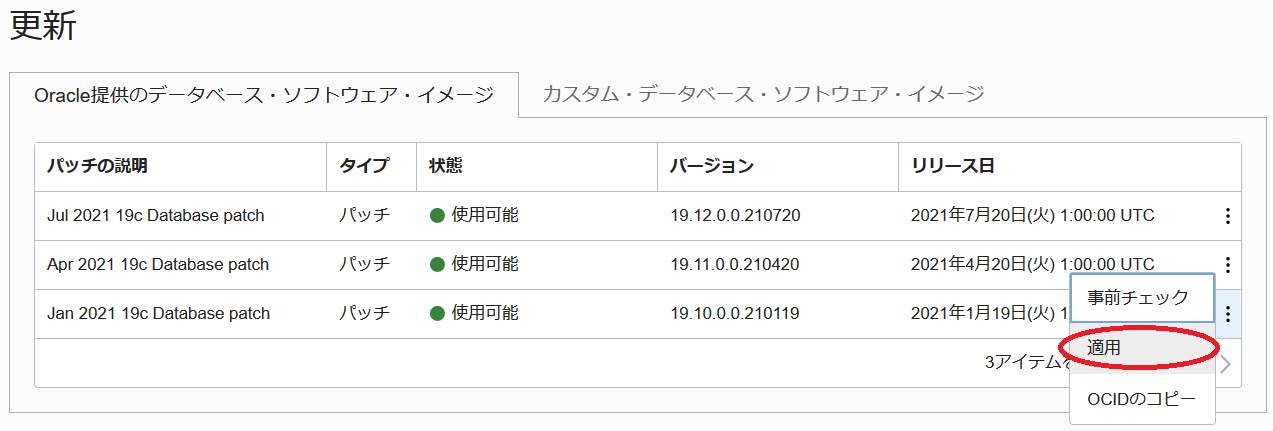 更新
Oracle提供のデータベース・ソフトウェア・イメージ カスタム・データベース・ソフトウェア・イメージ
パッチの説明 タイプ 状態 バージョン リリース日
Jul 2021 19c Database patch パッチ 使用可能 19.12.0.0.210720 2021年7月20日(火) 1:00:00 UTC
Apr 2021 19c Database patch パッチ 使用可能 19.11.0.0.210420 2021年4月20日(火) 1:00:00 UTC
事前チェック
Jan 2021 19c Database patch パッチ 使用可能 19.10.0.0.210119 2021年1月19日(火) 1
適用
3アイテム
OCIDのコピー